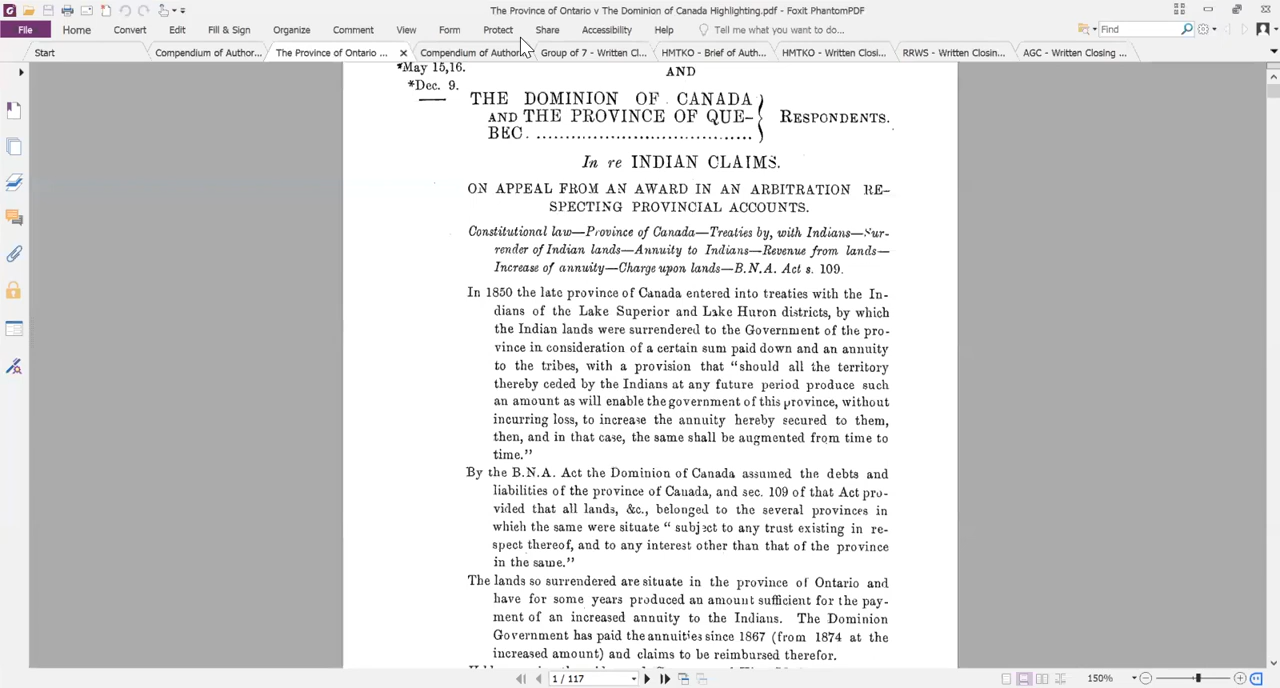 The Province of Ontario v The Dominion of Canada Highlighting.pdf - Foxit PhantomPDF
File Home Convert Edit Fill & Sign Organize Comment View Form Protect Share Accessibility Help Tell me what you want to do... Find
Start Compendium of Author... The Province of Ontario ... Compendium of Author... Group of 7 - Written Cl... HMTKO - Brief of Auth... HMTKO - Written Closi... RRWS - Written Closin... AGC - Written Closing ...
*May 15,16.
AND
*Dec. 9.
THE DOMINION OF CANADA
AND THE PROVINCE OF QUE-
BEC
RESPONDENTS.
In re INDIAN CLAIMS.
ON APPEAL FROM AN AWARD IN AN ARBITRATION RE-
SPECTING PROVINCIAL ACCOUNTS.
Constitutional law—Province of Canada—Treaties by, with Indians—Sur-
render of Indian lands—Annuity to Indians—Revenue from lands—
Increase of annuity—Charge upon lands—B.N.A. Act s. 109.
In 1850 the late province of Canada entered into treaties with the In-
dians of the Lake Superior and Lake Huron districts, by which
the Indian lands were surrendered to the Government of the pro-
vince in consideration of a certain sum paid down and an annuity
to the tribes, with a provision that "should all the territory
thereby ceded by the Indians at any future period produce such
an amount as will enable the government of this province, without
incurring loss, to increase the annuity hereby secured to them,
then, and in that case, the same shall be augmented from time to
time."
By the B.N.A. Act the Dominion of Canada assumed the debts and
liabilities of the province of Canada, and sec. 109 of that Act pro-
vided that all lands, &c., belonged to the several provinces in
which the same were situate " subject to any trust existing in re-
spect thereof, and to any interest other than that of the province
in the same."
The lands so surrendered are situate in the province of Ontario and
have for some years produced an amount sufficient for the pay-
ment of an increased annuity to the Indians. The Dominion
Government has paid the annuities since 1867 (from 1874 at the
increased amount) and claims to be reimbursed therefor.
1 / 117 150%